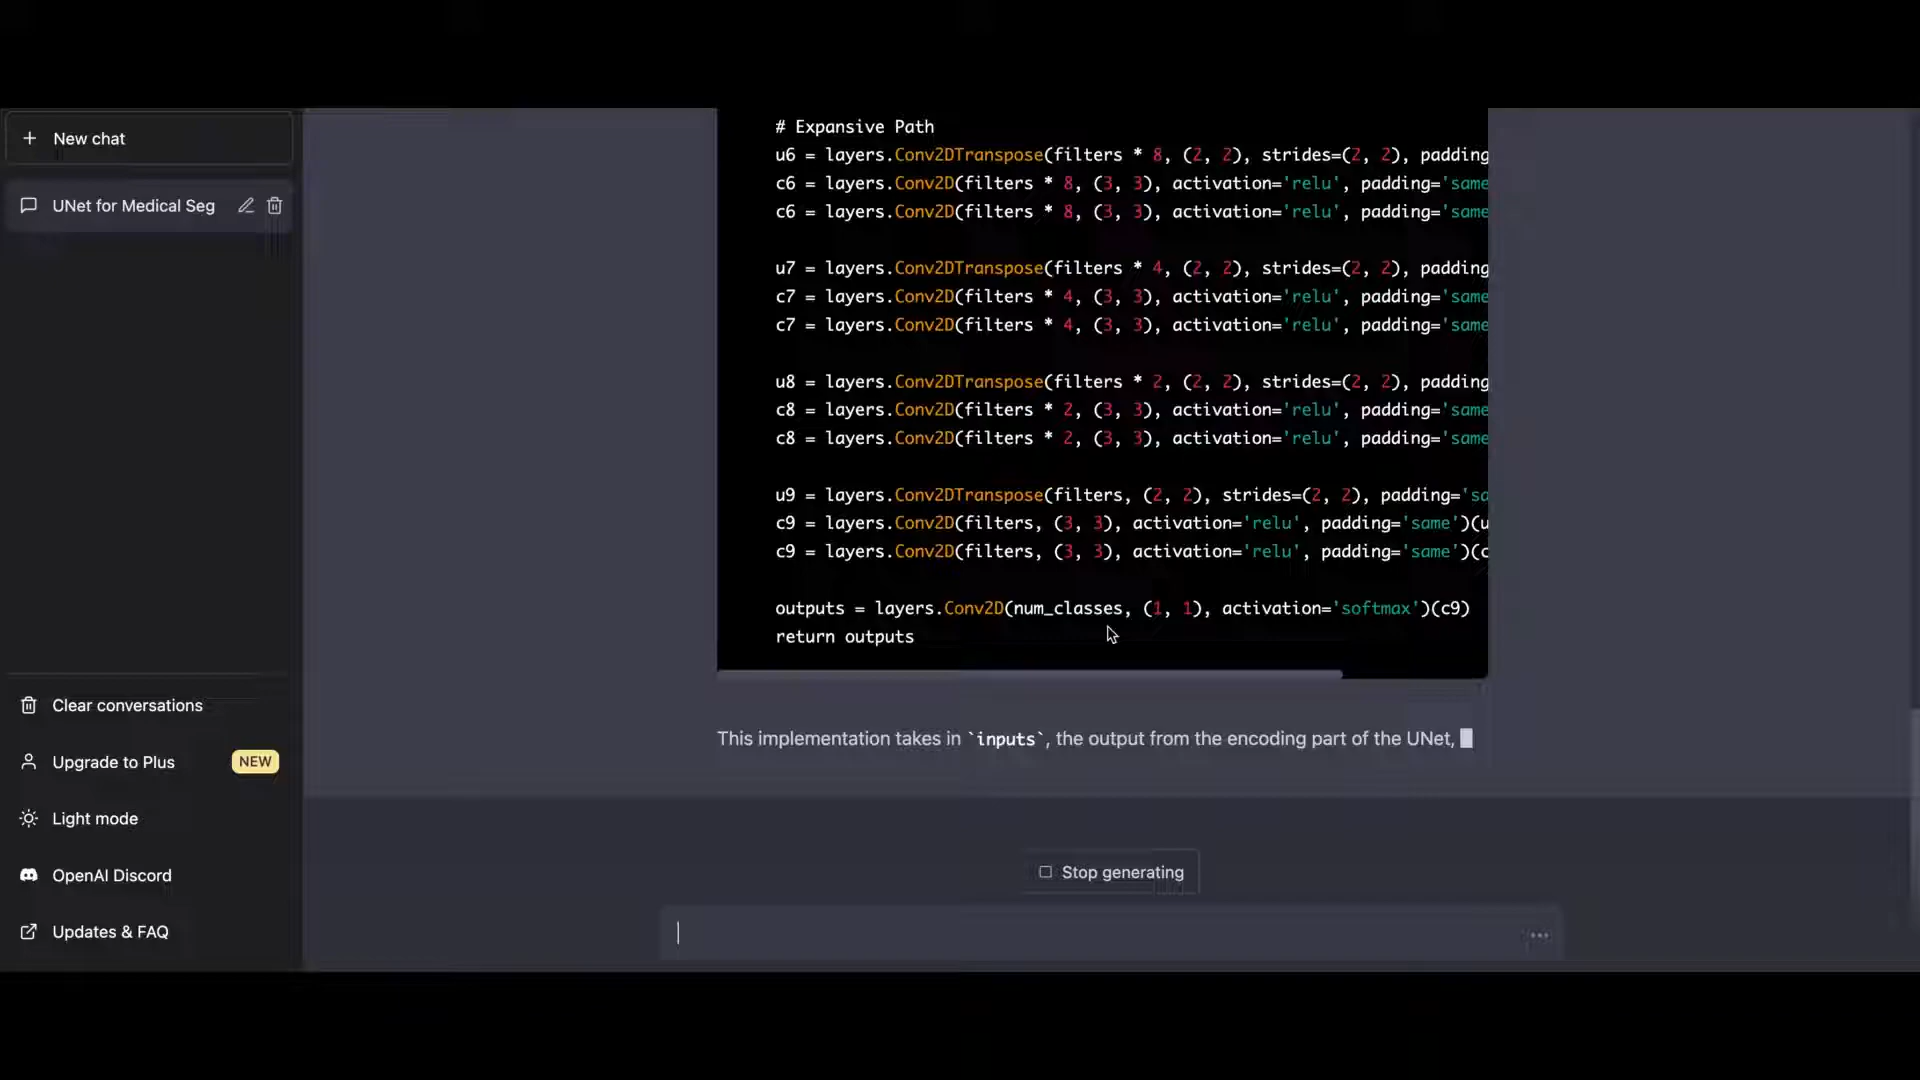 New chat
UNet for Medical Seg
Clear conversations
Upgrade to Plus NEW
Light mode
OpenAI Discord
Updates & FAQ
# Expansive Path
u6 = layers.Conv2DTranspose(filters * 8, (2, 2), strides=(2, 2), padding
c6 = layers.Conv2D(filters * 8, (3, 3), activation='relu', padding='same
c6 = layers.Conv2D(filters * 8, (3, 3), activation='relu', padding='same
u7 = layers.Conv2DTranspose(filters * 4, (2, 2), strides=(2, 2), padding
c7 = layers.Conv2D(filters * 4, (3, 3), activation='relu', padding='same
c7 = layers.Conv2D(filters * 4, (3, 3), activation='relu', padding='same
u8 = layers.Conv2DTranspose(filters * 2, (2, 2), strides=(2, 2), padding
c8 = layers.Conv2D(filters * 2, (3, 3), activation='relu', padding='same
c8 = layers.Conv2D(filters * 2, (3, 3), activation='relu', padding='same
u9 = layers.Conv2DTranspose(filters, (2, 2), strides=(2, 2), padding='sa
c9 = layers.Conv2D(filters, (3, 3), activation='relu', padding='same')(u
c9 = layers.Conv2D(filters, (3, 3), activation='relu', padding='same')(c
outputs = layers.Conv2D(num_classes, (1, 1), activation='softmax')(c9)
return outputs
This implementation takes in `inputs`, the output from the encoding part of the UNet,
Stop generating